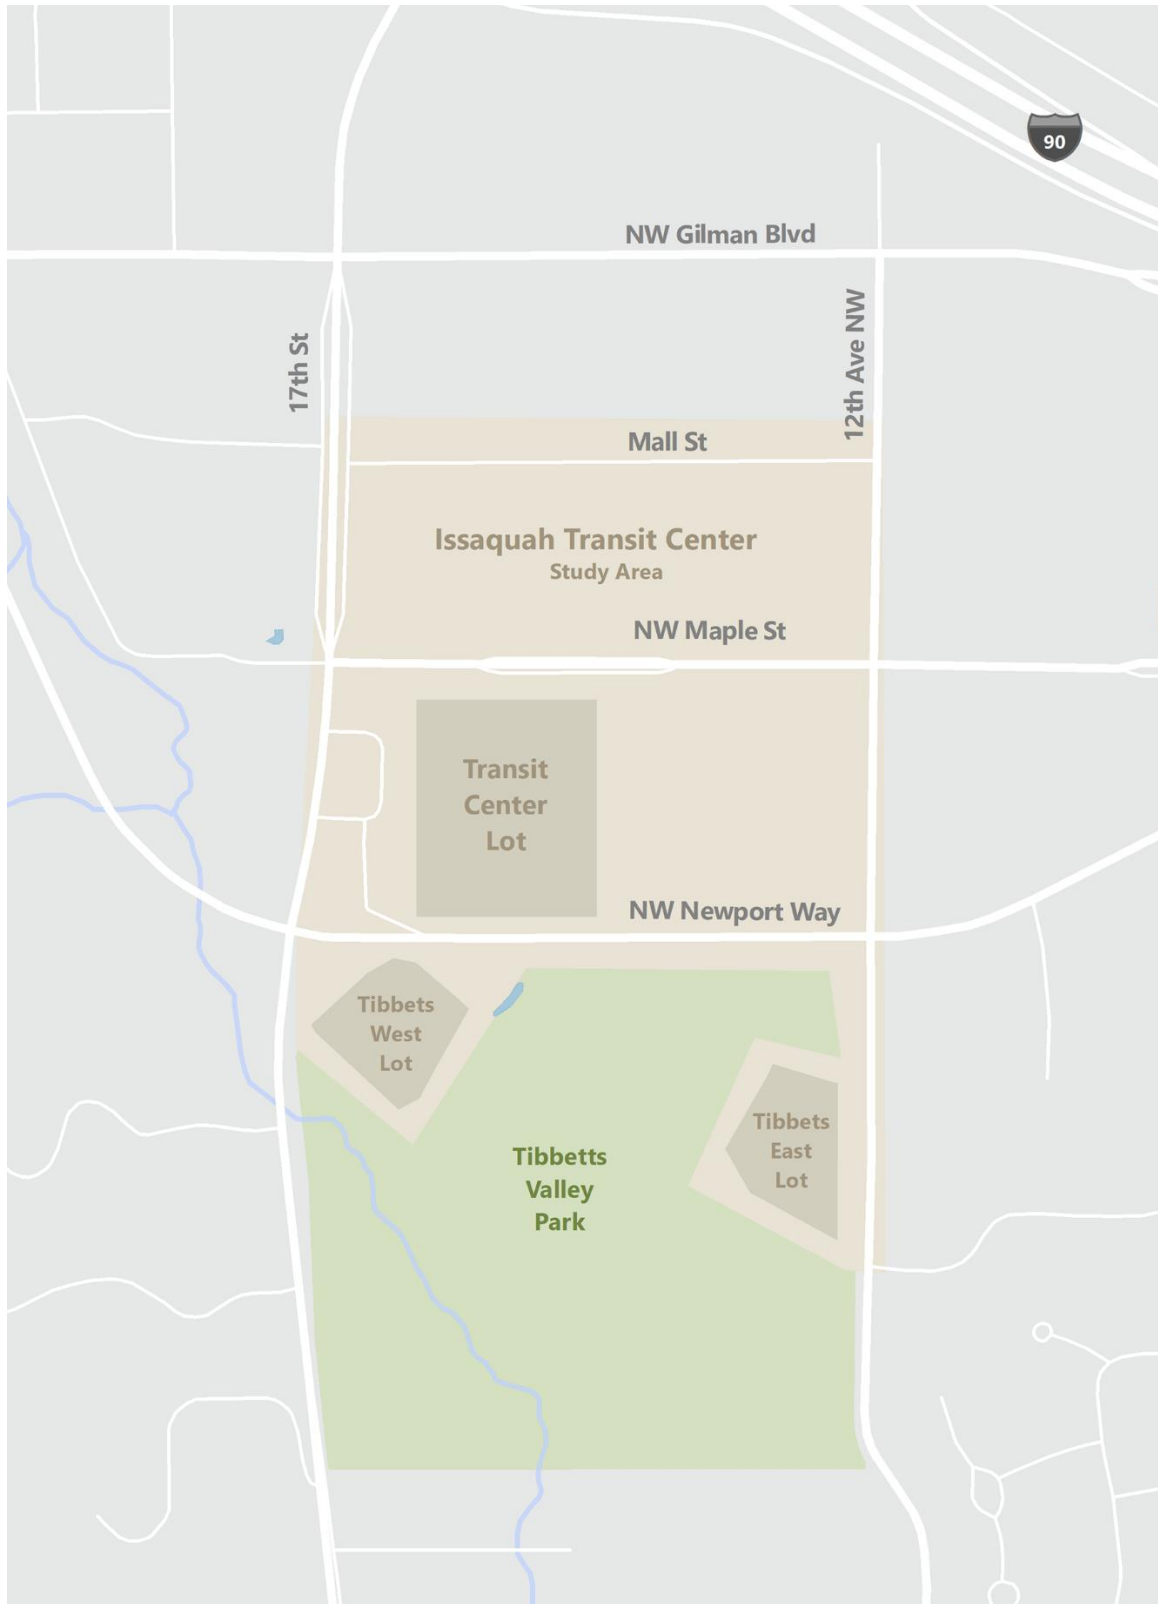 90
NW Gilman Blvd
17th St
12th Ave NW
Mall St
Issaquah Transit Center
Study Area
NW Maple St
Transit
Center
Lot
NW Newport Way
Tibbets
West
Lot
Tibbets
East
Lot
Tibbetts
Valley
Park